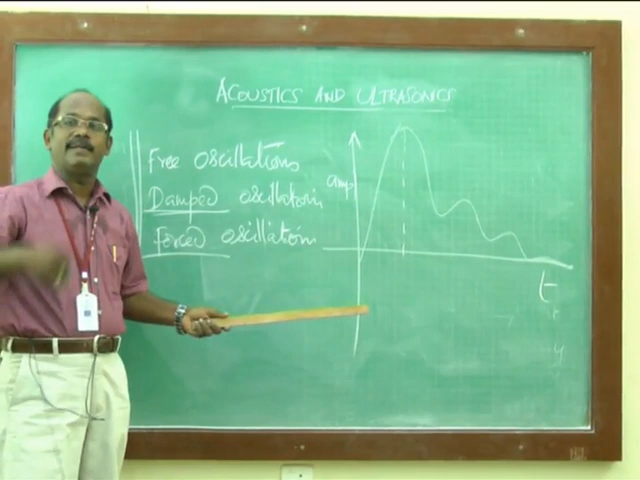 ACOUSTICS AND ULTRASONICS
Free oscillations
Damped oscillation,
Forced oscillation
amp
t
y